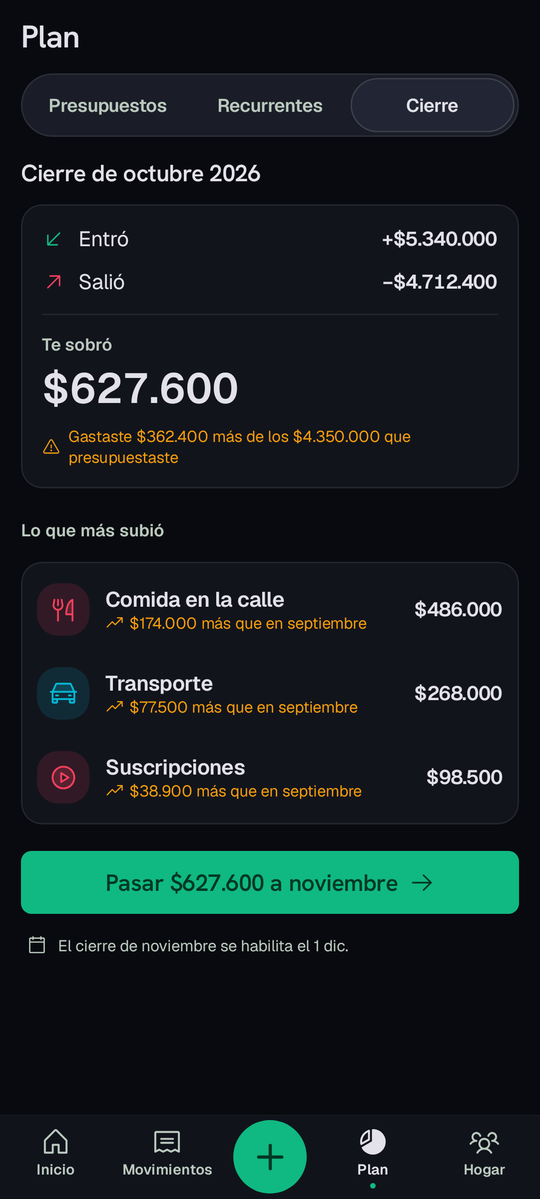 Plan
Presupuestos
Recurrentes
Cierre
Cierre de octubre 2026
Entró
+$5.340.000
Salió
−$4.712.400
Te sobró
$627.600
Gastaste $362.400 más de los $4.350.000 que
presupuestaste
Lo que más subió
Comida en la calle
$174.000 más que en septiembre
$486.000
Transporte
$77.500 más que en septiembre
$268.000
Suscripciones
$38.900 más que en septiembre
$98.500
Pasar $627.600 a noviembre →
El cierre de noviembre se habilita el 1 dic.
Inicio
Movimientos
Plan
Hogar